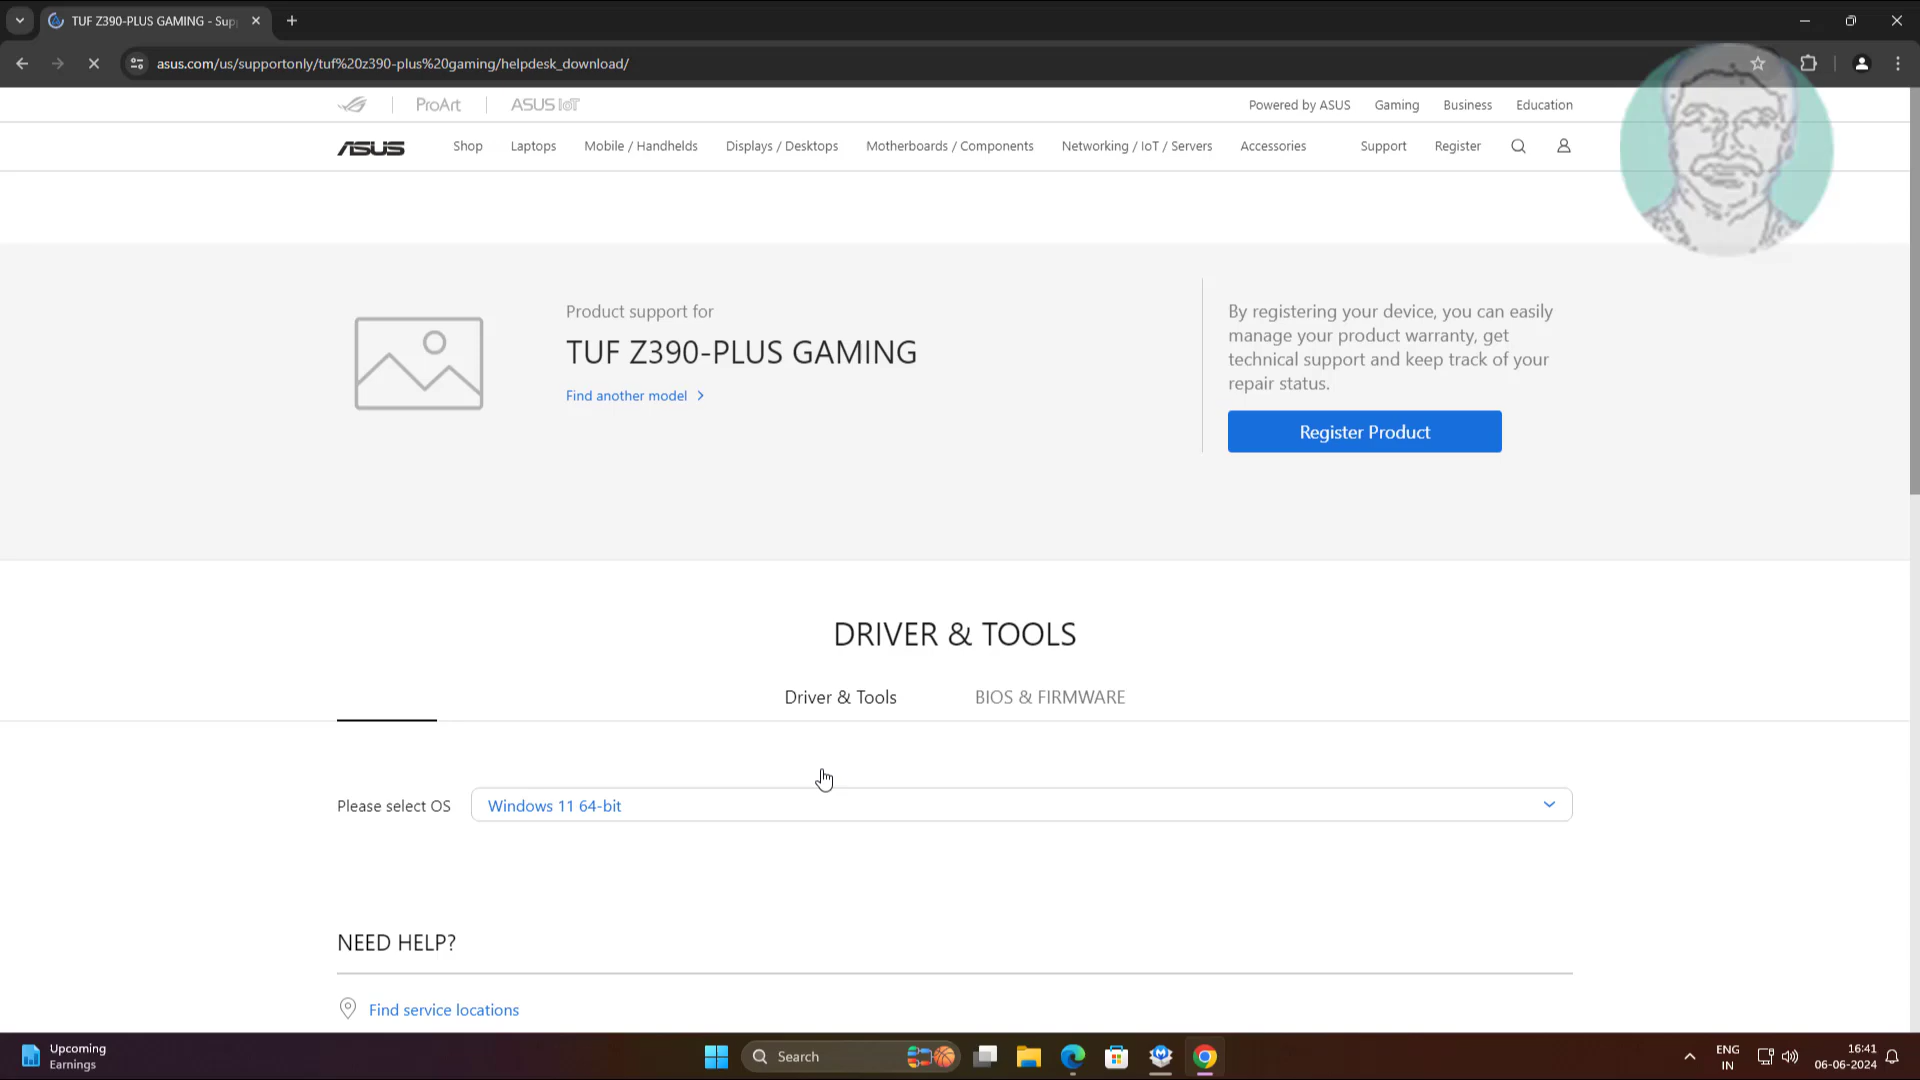 TUF Z390-PLUS GAMING - Sup
asus.com/us/supportonly/tuf%20z390-plus%20gaming/helpdesk_download/
ProArt
ASUS IoT
Powered by ASUS
Gaming
Business
Education
ASUS
Shop
Laptops
Mobile / Handhelds
Displays / Desktops
Motherboards / Components
Networking / IoT / Servers
Accessories
Support
Register
Product support for
TUF Z390-PLUS GAMING
Find another model
By registering your device, you can easily
manage your product warranty, get
technical support and keep track of your
repair status.
Register Product
DRIVER & TOOLS
Driver & Tools
BIOS & FIRMWARE
Please select OS
Windows 11 64-bit
NEED HELP?
Find service locations
Upcoming
Earnings
Search
ENG
IN
16:41
06-06-2024